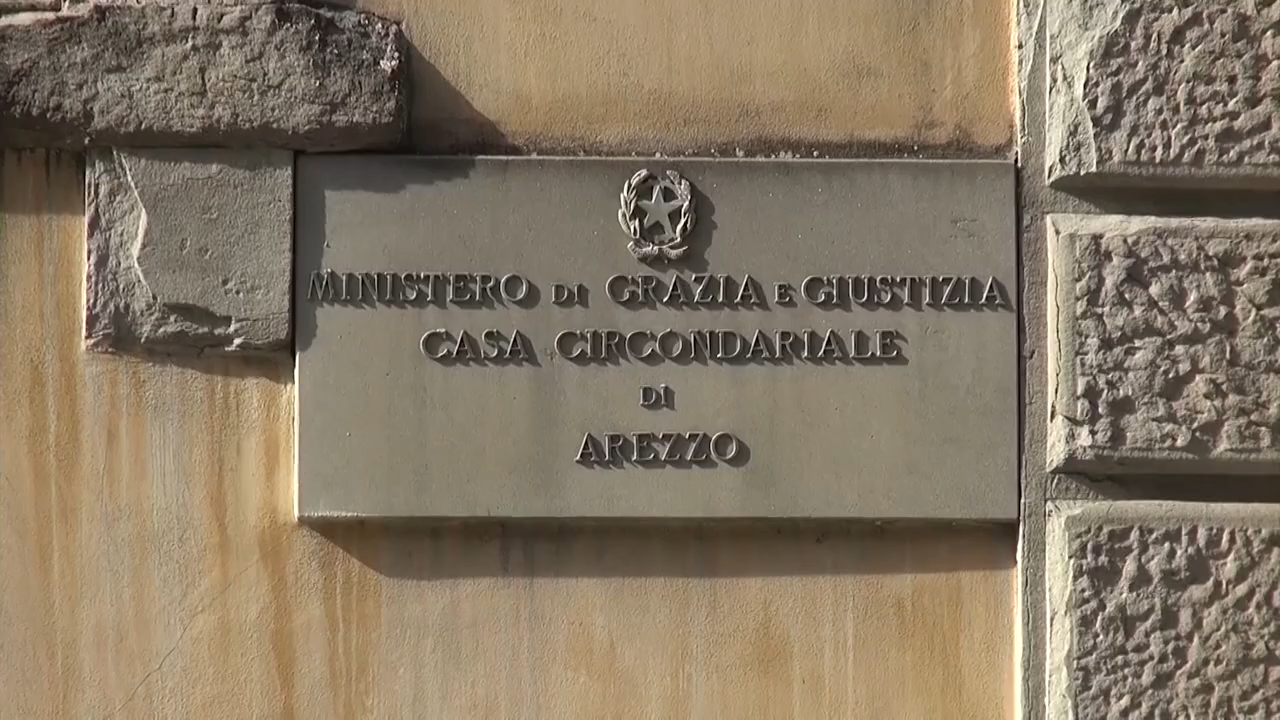 MINISTERO DI GRAZIA E GIUSTIZIA
CASA CIRCONDARIALE
DI
AREZZO